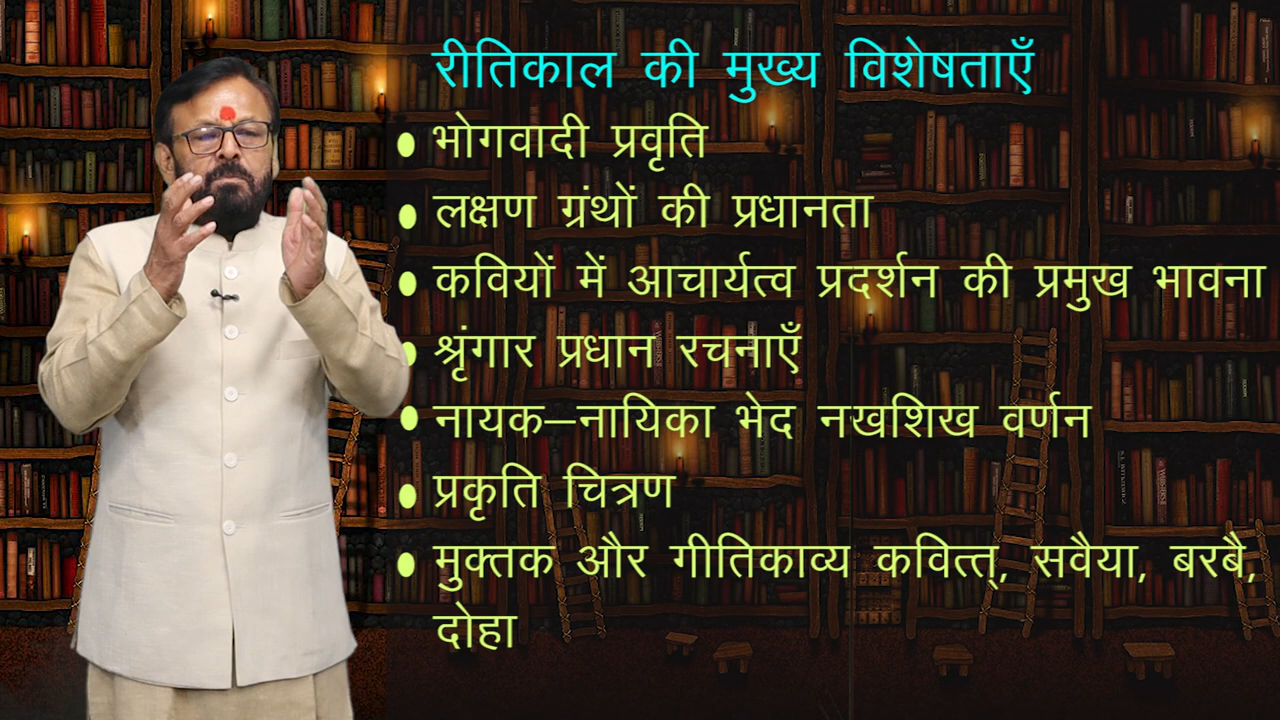 रीतिकाल की मुख्य विशेषताएँ
• भोगवादी प्रवृति
• लक्षण ग्रंथों की प्रधानता
• कवियों में आचार्यत्व प्रदर्शन की प्रमुख भावना
• श्रृंगार प्रधान रचनाएँ
• नायक–नायिका भेद नखशिख वर्णन
• प्रकृति चित्रण
• मुक्तक और गीतिकाव्य कवित्त्, सवैया, बरबै,
दोहा